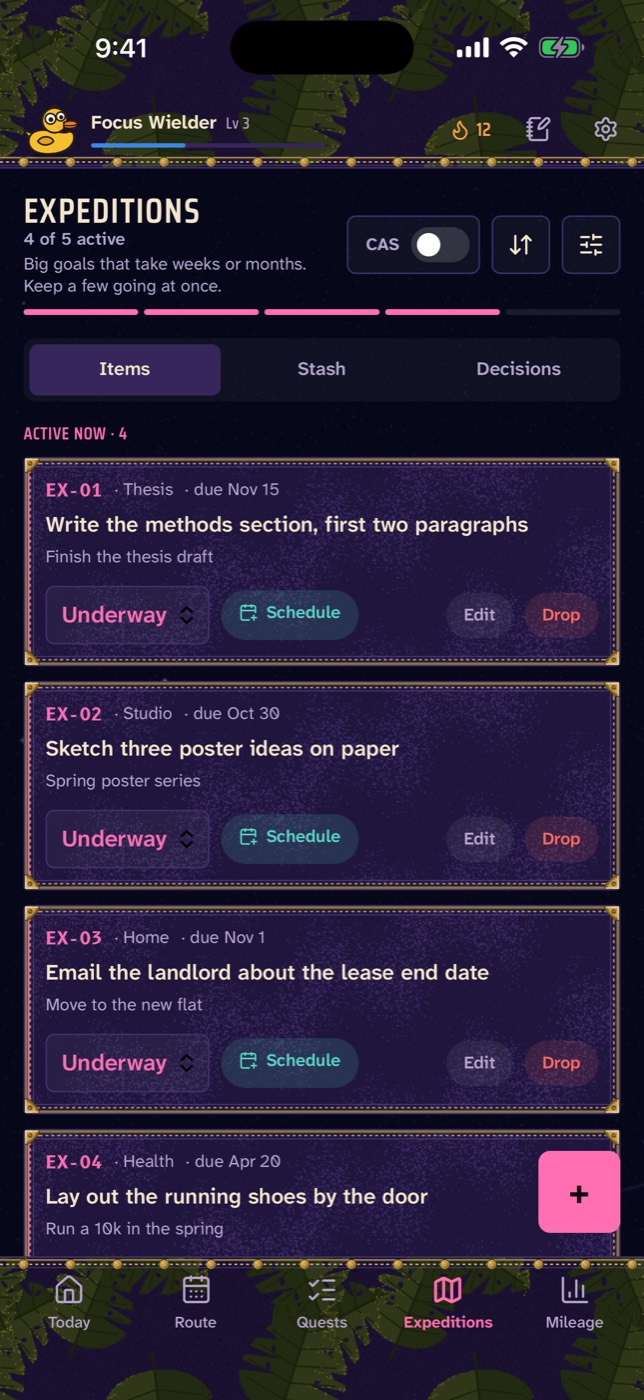 9:41
Focus Wielder Lv 3
12
EXPEDITIONS
4 of 5 active
Big goals that take weeks or months.
Keep a few going at once.
CAS
Items Stash Decisions
ACTIVE NOW · 4
EX-01 · Thesis · due Nov 15
Write the methods section, first two paragraphs
Finish the thesis draft
Underway Schedule Edit Drop
EX-02 · Studio · due Oct 30
Sketch three poster ideas on paper
Spring poster series
Underway Schedule Edit Drop
EX-03 · Home · due Nov 1
Email the landlord about the lease end date
Move to the new flat
Underway Schedule Edit Drop
EX-04 · Health · due Apr 20
Lay out the running shoes by the door
Run a 10k in the spring
+
Today Route Quests Expeditions Mileage